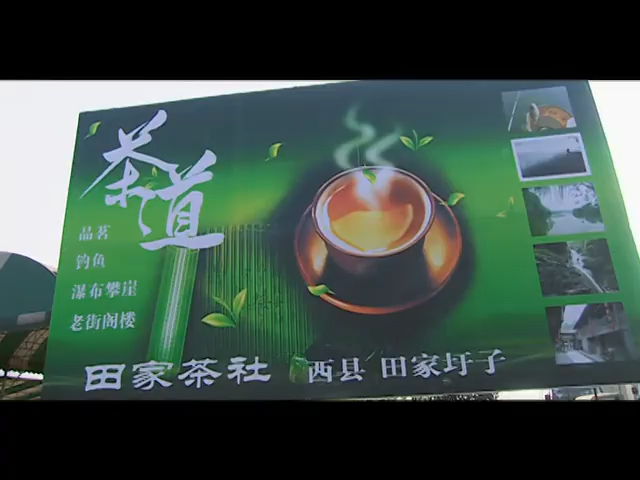 茶道
品茗
钓鱼
瀑布攀崖
老街阁楼
田家茶社 西县 田家圩子